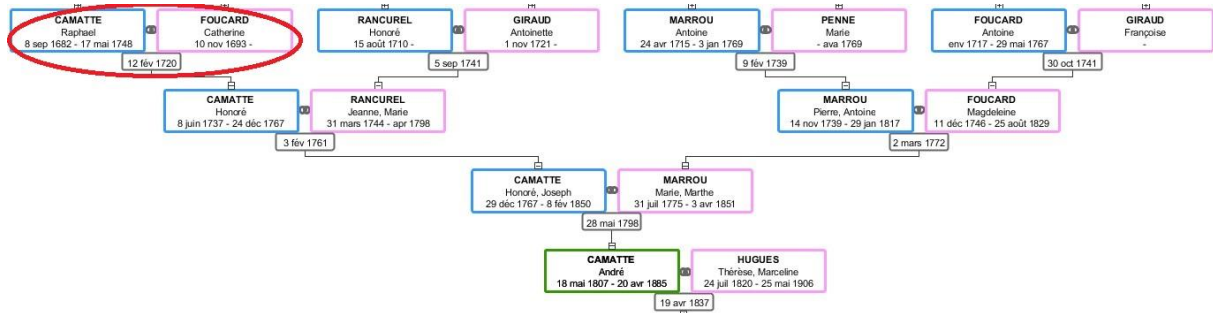 CAMATTE
Raphael
8 sep 1682 - 17 mai 1748
FOUCARD
Catherine
10 nov 1693 -
RANCUREL
Honoré
15 août 1710 -
GIRAUD
Antoinette
1 nov 1721 -
MARROU
Antoine
24 avr 1715 - 3 jan 1769
PENNE
Marie
- ava 1769
FOUCARD
Antoine
env 1717 - 29 mai 1767
GIRAUD
Françoise
-
12 fév 1720
5 sep 1741
9 fév 1739
30 oct 1741
CAMATTE
Honoré
8 juin 1737 - 24 déc 1767
RANCUREL
Jeanne, Marie
31 mars 1744 - apr 1798
MARROU
Pierre, Antoine
14 nov 1739 - 29 jan 1817
FOUCARD
Magdeleine
11 déc 1746 - 25 août 1829
3 fév 1761
2 mars 1772
CAMATTE
Honoré, Joseph
29 déc 1767 - 8 fév 1850
MARROU
Marie, Marthe
31 juil 1775 - 3 avr 1851
28 mai 1798
CAMATTE
André
18 mai 1807 - 20 avr 1885
HUGUES
Thérèse, Marceline
24 juil 1820 - 25 mai 1906
19 avr 1837